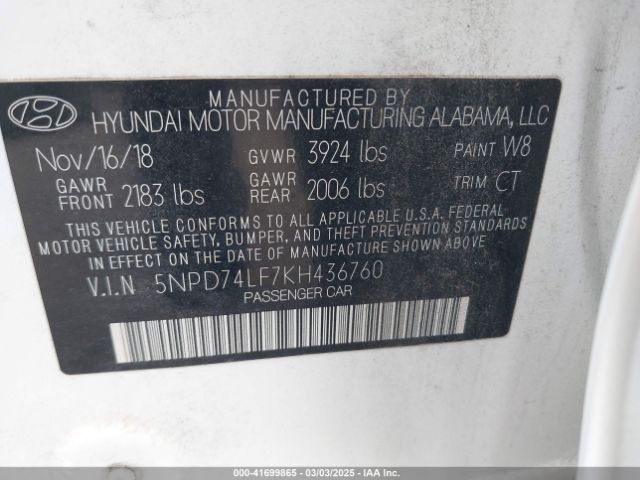 MANUFACTURED BY
HYUNDAI MOTOR MANUFACTURING ALABAMA, LLC
Nov/16/18 GVWR 3924 lbs PAINT W8
GAWR FRONT 2183 lbs GAWR REAR 2006 lbs TRIM CT
THIS VEHICLE CONFORMS TO ALL APPLICABLE U.S.A. FEDERAL
MOTOR VEHICLE SAFETY, BUMPER, AND THEFT PREVENTION STANDARDS
IN EFFECT ON THE DATE OF MANUFACTURE SHOWN ABOVE.
V.I.N 5NPD74LF7KH436760
PASSENGER CAR
000-41699865 - 03/03/2025 - IAA Inc.